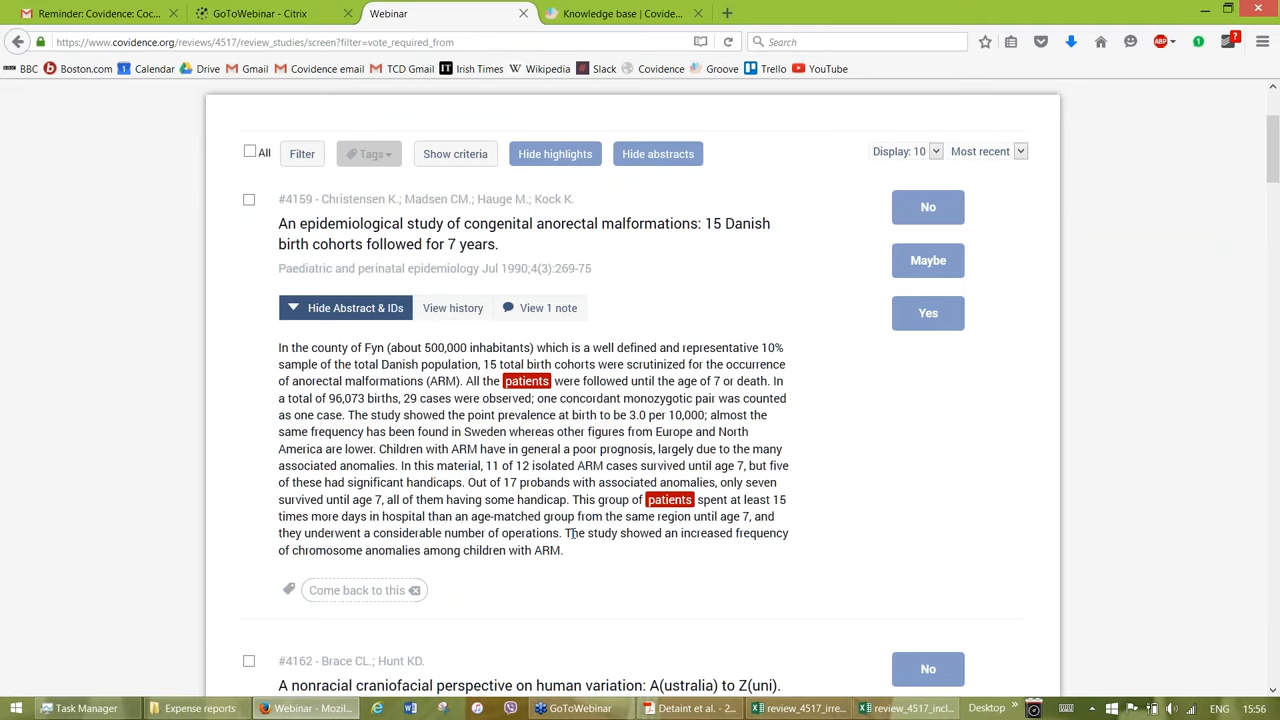 Reminder: Covidence: Coc...
GoToWebinar - Citrix
Webinar
Knowledge base | Covide...
https://www.covidence.org/reviews/4517/review_studies/screen?filter=vote_required_from
Search
ABP
1
?
BBC
Boston.com
Calendar
Drive
Gmail
Covidence email
TCD Gmail
Irish Times
Wikipedia
Slack
Covidence
Groove
Trello
YouTube
All
Filter
Tags
Show criteria
Hide highlights
Hide abstracts
Display: 10
Most recent
#4159 - Christensen K.; Madsen CM.; Hauge M.; Kock K.
An epidemiological study of congenital anorectal malformations: 15 Danish
birth cohorts followed for 7 years.
Paediatric and perinatal epidemiology Jul 1990;4(3):269-75
No
Maybe
Yes
Hide Abstract & IDs
View history
View 1 note
In the county of Fyn (about 500,000 inhabitants) which is a well defined and representative 10%
sample of the total Danish population, 15 total birth cohorts were scrutinized for the occurrence
of anorectal malformations (ARM). All the patients were followed until the age of 7 or death. In
a total of 96,073 births, 29 cases were observed; one concordant monozygotic pair was counted
as one case. The study showed the point prevalence at birth to be 3.0 per 10,000; almost the
same frequency has been found in Sweden whereas other figures from Europe and North
America are lower. Children with ARM have in general a poor prognosis, largely due to the many
associated anomalies. In this material, 11 of 12 isolated ARM cases survived until age 7, but five
of these had significant handicaps. Out of 17 probands with associated anomalies, only seven
survived until age 7, all of them having some handicap. This group of patients spent at least 15
times more days in hospital than an age-matched group from the same region until age 7, and
they underwent a considerable number of operations. The study showed an increased frequency
of chromosome anomalies among children with ARM.
Come back to this
#4162 - Brace CL.; Hunt KD.
A nonracial craniofacial perspective on human variation: A(ustralia) to Z(uni).
No
Task Manager
Expense reports
Webinar - Mozil...
GoToWebinar
Detaint et al. - 2...
review_4517_irre...
review_4517_incl...
Desktop
15:56